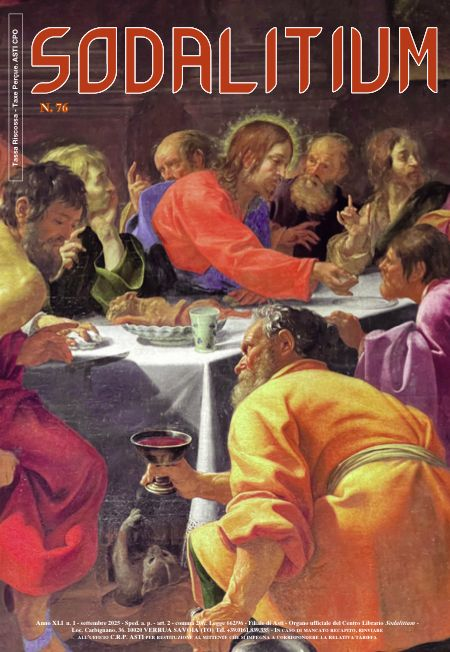 SODALITIUM
N. 76
Tassa Riscossa - Taxe Perçue. ASTI CPO
Anno XLI n. 1 - settembre 2025 - Sped. a. p. - art. 2 - comma 20/c, Legge 662/96 - Filiale di Asti - Organo ufficiale del Centro Librario Sodalitium -
Loc. Carbignano, 36. 10020 VERRUA SAVOIA (TO) Tel. +39.0161.839.335 - IN CASO DI MANCATO RECAPITO, RINVIARE
ALL'UFFICIO C.R.P. ASTI PER RESTITUZIONE AL MITTENTE CHE SI IMPEGNA A CORRISPONDERE LA RELATIVA TARIFFA